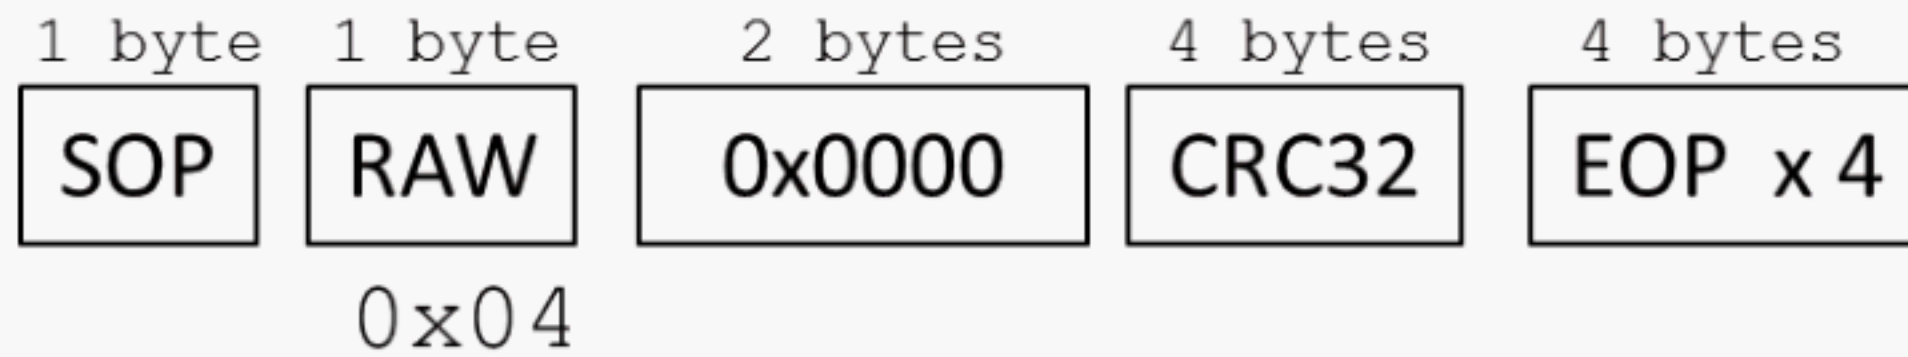 1 byte 1 byte 2 bytes 4 bytes 4 bytes
SOP RAW 0x0000 CRC32 EOP x 4
0x04